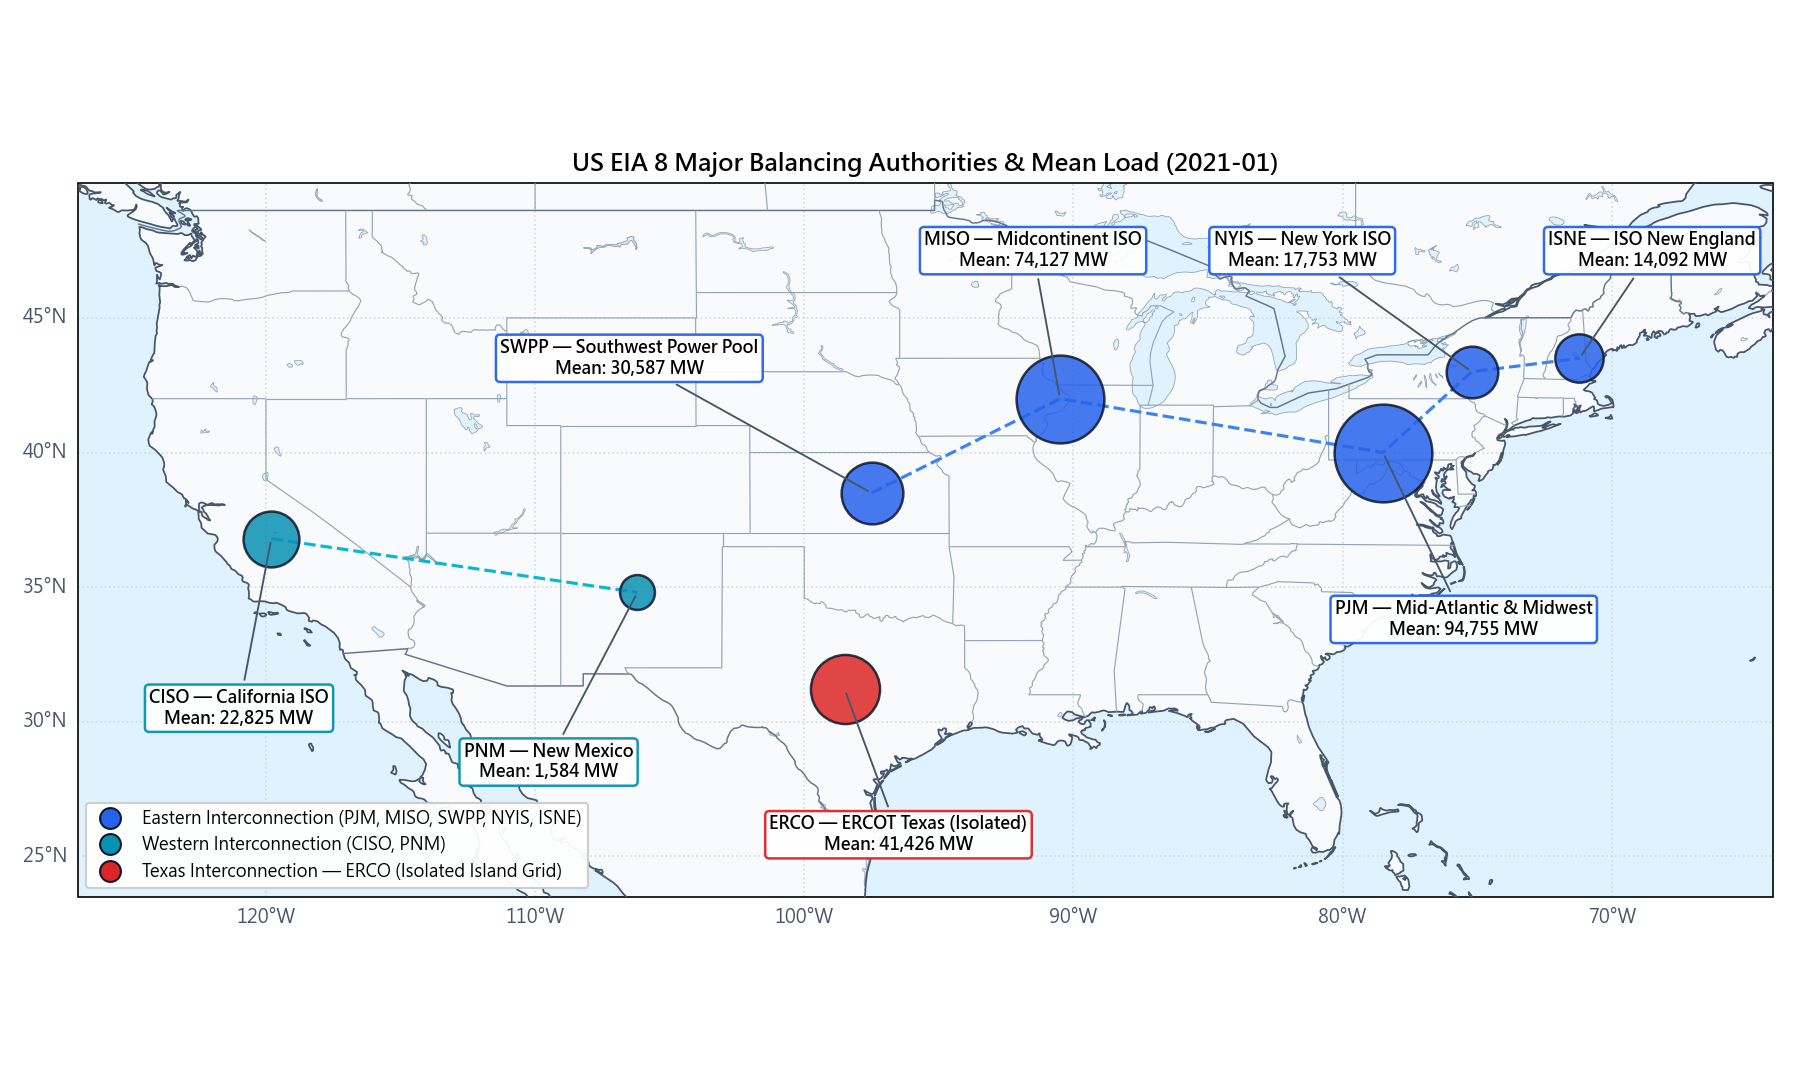 US EIA 8 Major Balancing Authorities & Mean Load (2021-01)
MISO — Midcontinent ISO
Mean: 74,127 MW
NYIS — New York ISO
Mean: 17,753 MW
ISNE — ISO New England
Mean: 14,092 MW
SWPP — Southwest Power Pool
Mean: 30,587 MW
PJM — Mid-Atlantic & Midwest
Mean: 94,755 MW
CISO — California ISO
Mean: 22,825 MW
PNM — New Mexico
Mean: 1,584 MW
ERCO — ERCOT Texas (Isolated)
Mean: 41,426 MW
45°N
40°N
35°N
30°N
25°N
Eastern Interconnection (PJM, MISO, SWPP, NYIS, ISNE)
Western Interconnection (CISO, PNM)
Texas Interconnection — ERCO (Isolated Island Grid)
120°W
110°W
100°W
90°W
80°W
70°W